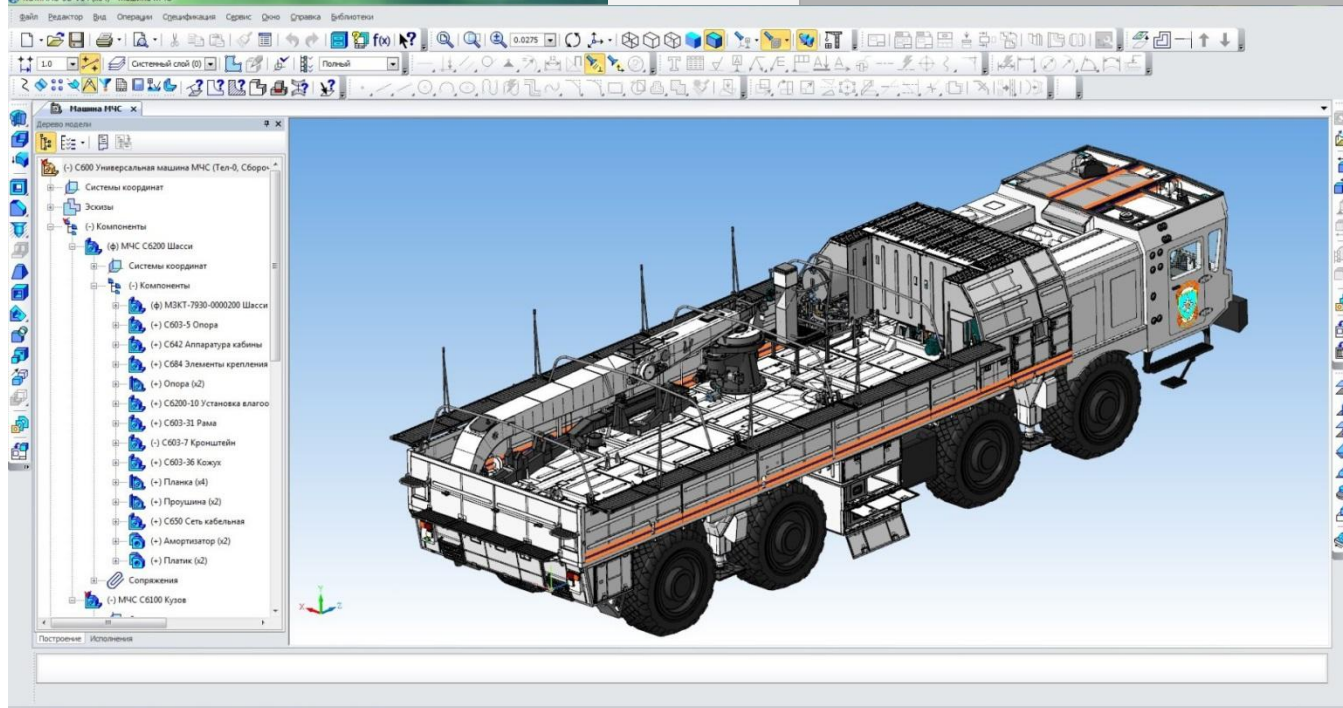 Файл Редактор Вид Операции Спецификация Сервис Окно Справка Библиотеки
f(x) 0.0275
1.0 Системный слой (0) Полный
Машина МЧС x
Дерево модели
(-) С600 Универсальная машина МЧС (Тел-0, Сбороч
Системы координат
Эскизы
(-) Компоненты
(ф) МЧС С6200 Шасси
Системы координат
(-) Компоненты
(ф) МЗКТ-7930-0000200 Шасси
(+) С603-5 Опора
(+) С642 Аппаратура кабины
(+) С684 Элементы крепления
(+) Опора (x2)
(+) С6200-10 Установка влагоо
(+) С603-31 Рама
(-) С603-7 Кронштейн
(+) С603-36 Кожух
(+) Планка (x4)
(+) Проушина (x2)
(+) С650 Сеть кабельная
(+) Амортизатор (x2)
(+) Платик (x2)
Сопряжения
(-) МЧС С6100 Кузов
X Y Z
Построение Исполнения